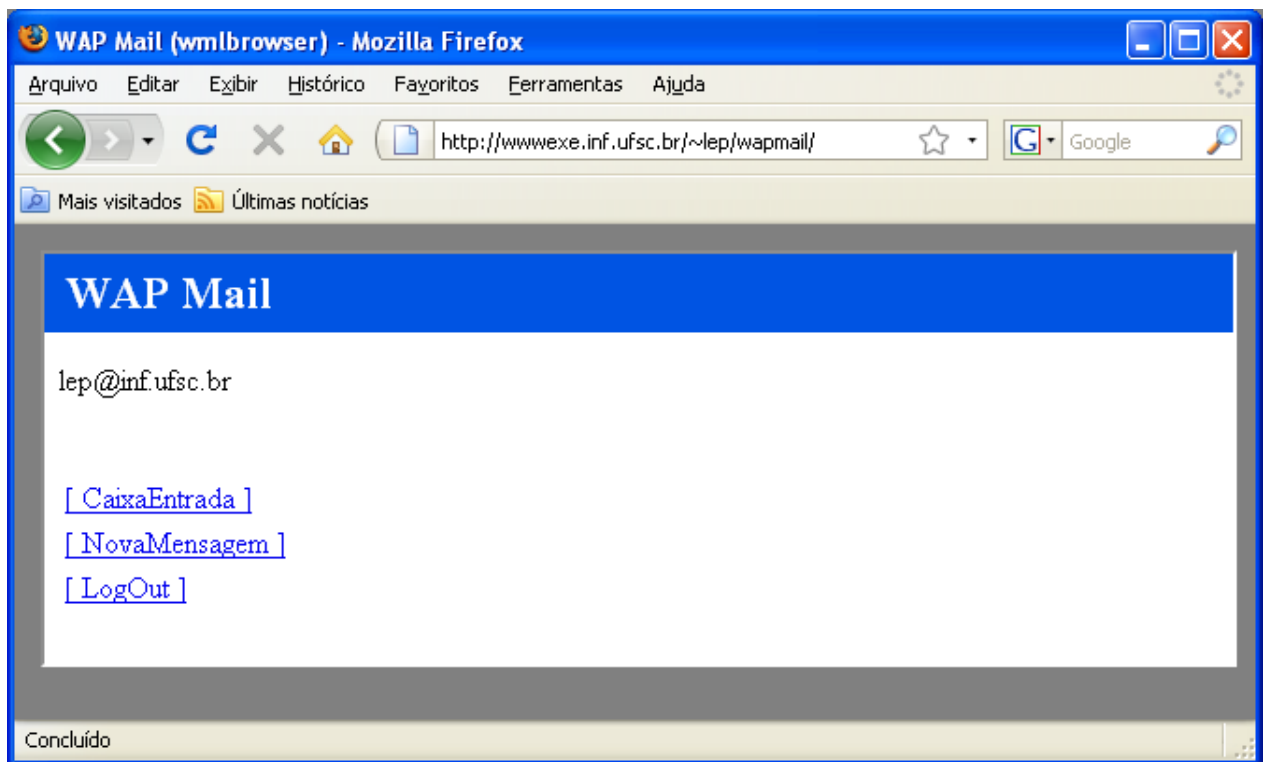 WAP Mail (wmlbrowser) - Mozilla Firefox
Arquivo Editar Exibir Histórico Favoritos Ferramentas Ajuda
http://wwwexe.inf.ufsc.br/~lep/wapmail/ G Google
Mais visitados Últimas notícias
WAP Mail
lep@inf.ufsc.br
[ CaixaEntrada ]
[ NovaMensagem ]
[ LogOut ]
Concluído